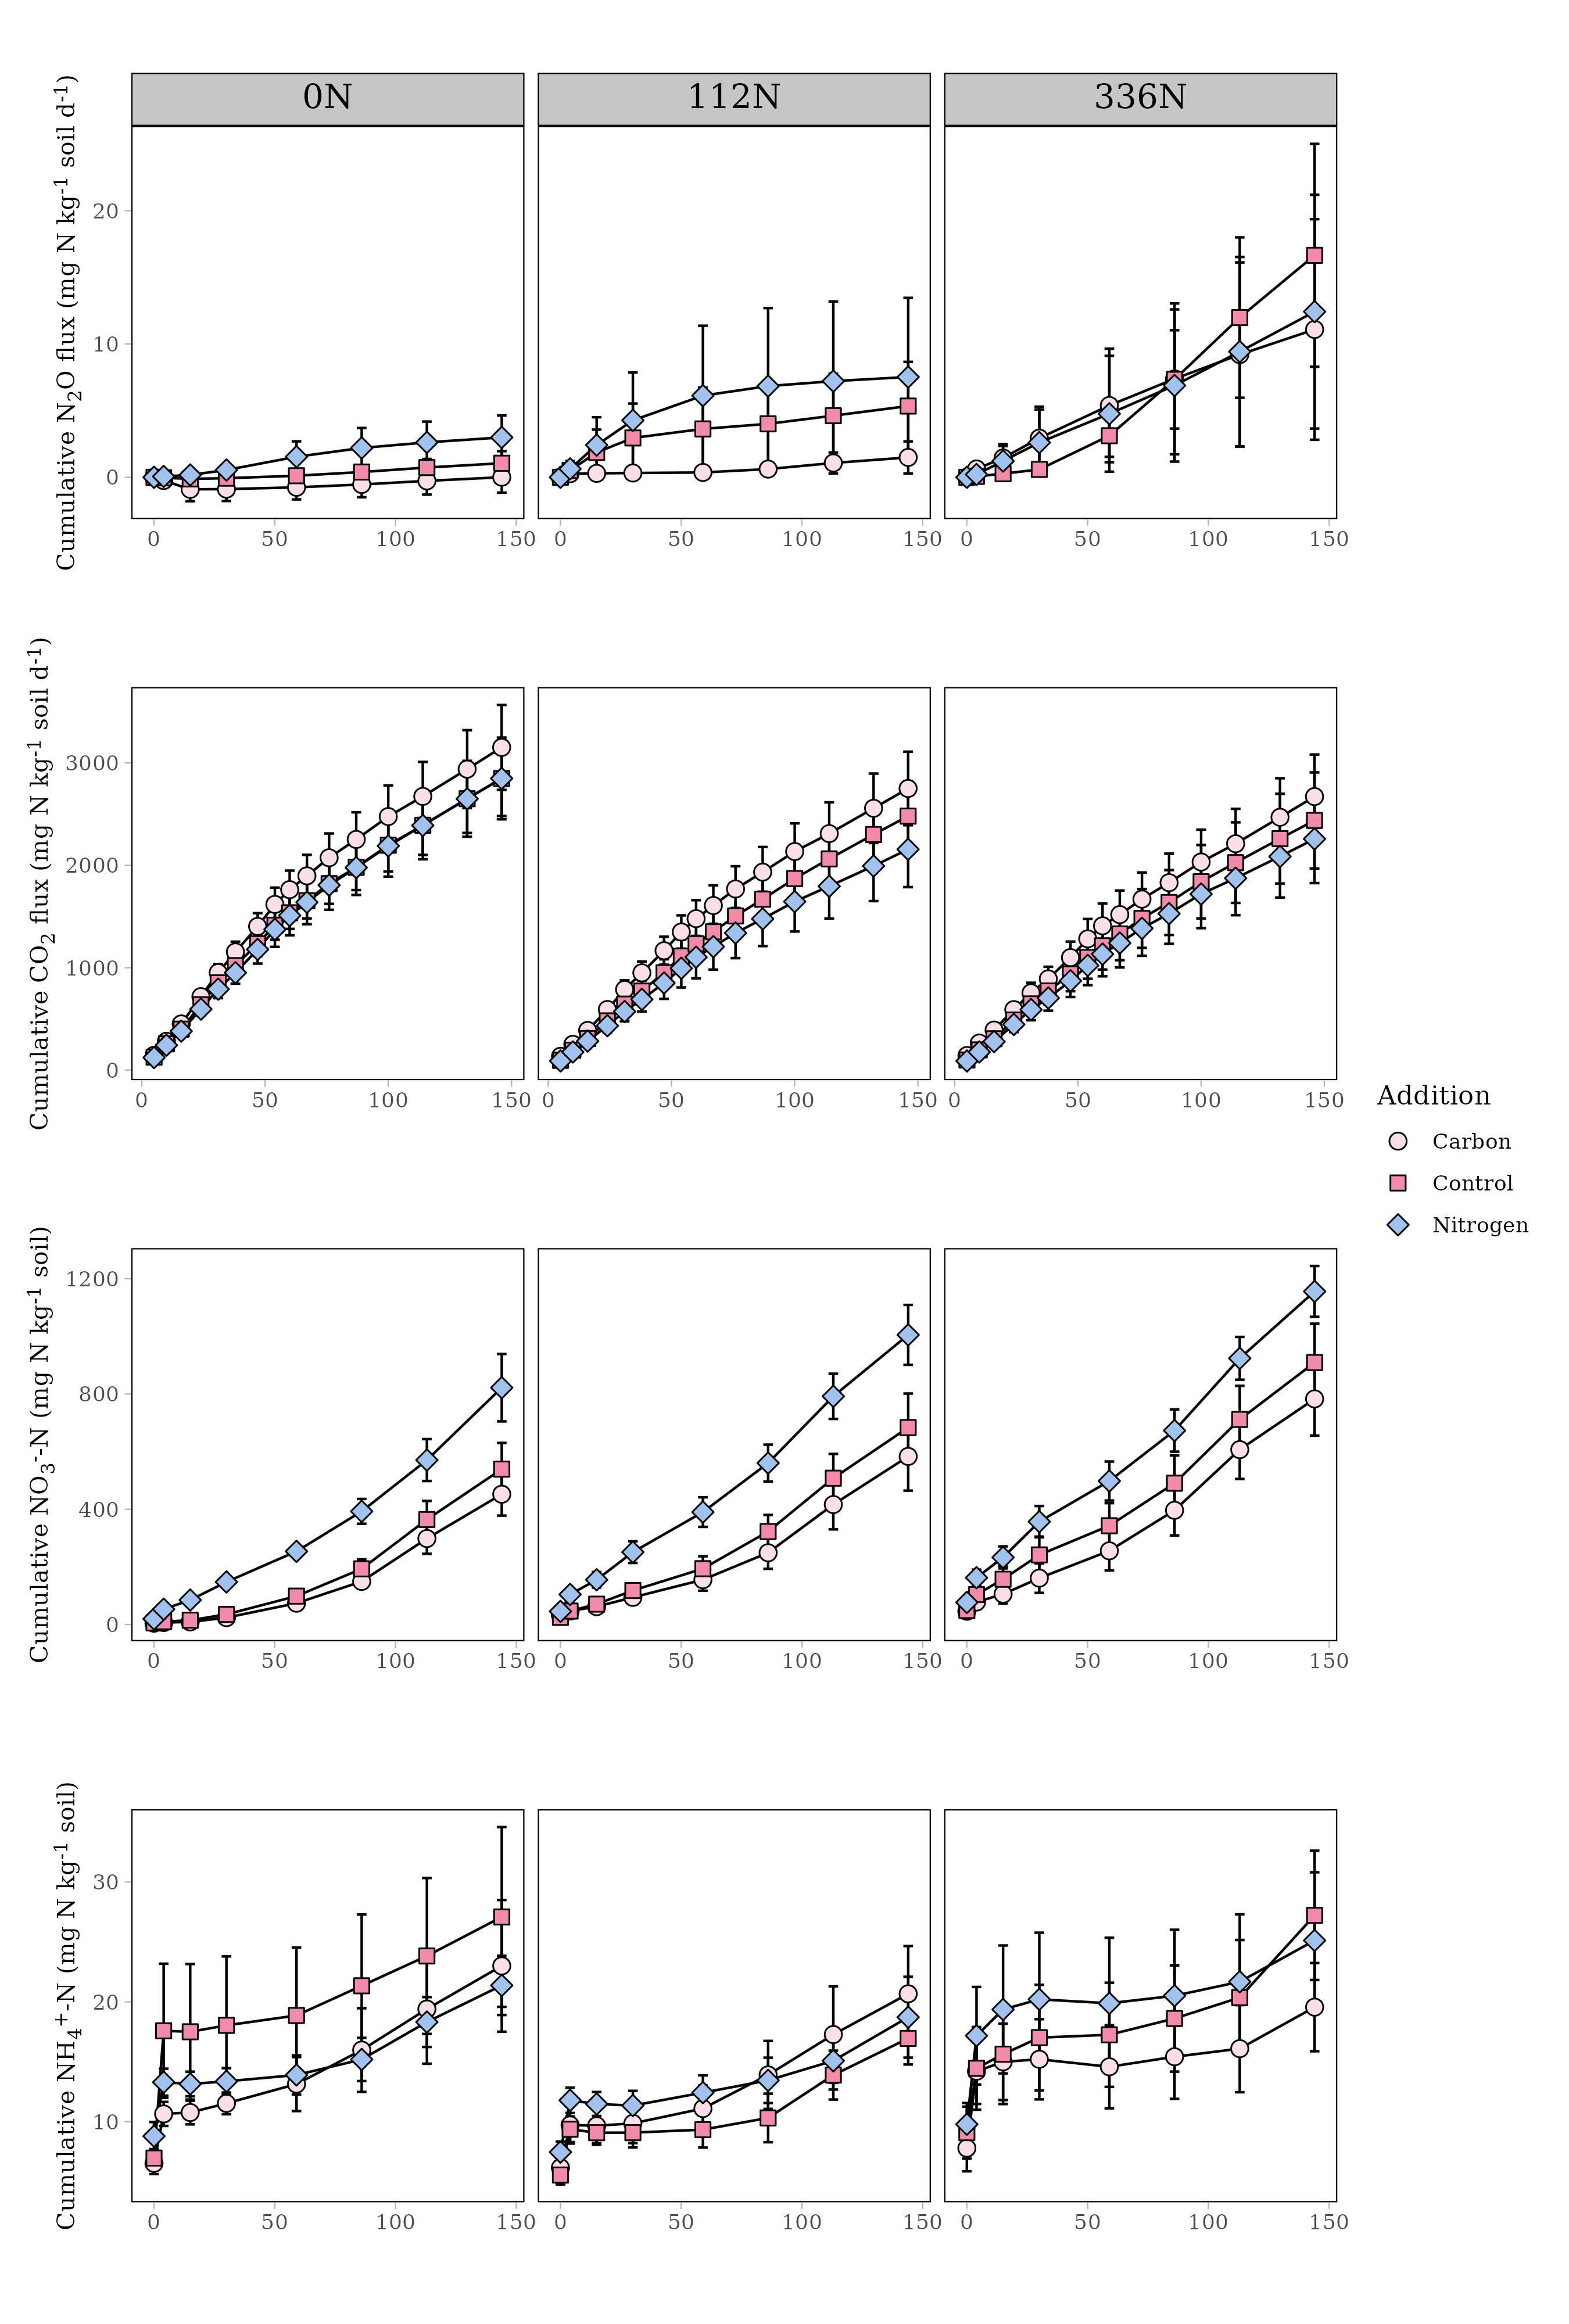 0N 112N 336N
Cumulative N2O flux (mg N kg-1 soil d-1)
20
10
0
0 50 100 150 0 50 100 150 0 50 100 150
Cumulative CO2 flux (mg N kg-1 soil d-1)
3000
2000
1000
0
0 50 100 150 0 50 100 150 0 50 100 150
Addition
Carbon
Control
Nitrogen
Cumulative NO3--N (mg N kg-1 soil)
1200
800
400
0
0 50 100 150 0 50 100 150 0 50 100 150
Cumulative NH4+-N (mg N kg-1 soil)
30
20
10
0 50 100 150 0 50 100 150 0 50 100 150